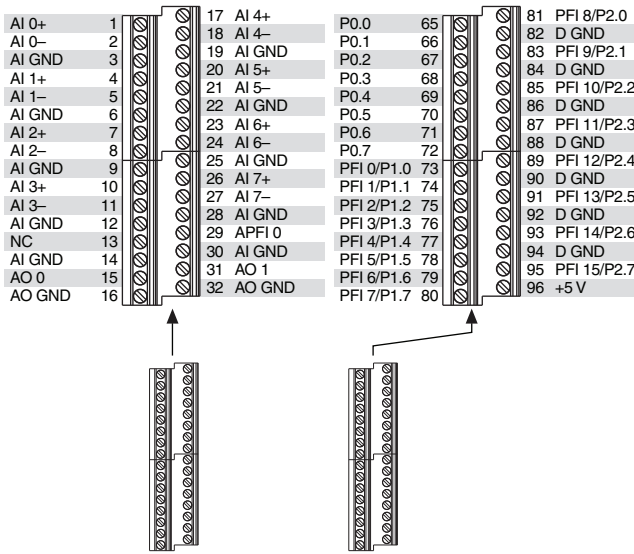 AI 0+ 1
AI 0– 2
AI GND 3
AI 1+ 4
AI 1– 5
AI GND 6
AI 2+ 7
AI 2– 8
AI GND 9
AI 3+ 10
AI 3– 11
AI GND 12
NC 13
AI GND 14
AO 0 15
AO GND 16
17 AI 4+
18 AI 4–
19 AI GND
20 AI 5+
21 AI 5–
22 AI GND
23 AI 6+
24 AI 6–
25 AI GND
26 AI 7+
27 AI 7–
28 AI GND
29 APFI 0
30 AI GND
31 AO 1
32 AO GND
P0.0 65
P0.1 66
P0.2 67
P0.3 68
P0.4 69
P0.5 70
P0.6 71
P0.7 72
PFI 0/P1.0 73
PFI 1/P1.1 74
PFI 2/P1.2 75
PFI 3/P1.3 76
PFI 4/P1.4 77
PFI 5/P1.5 78
PFI 6/P1.6 79
PFI 7/P1.7 80
81 PFI 8/P2.0
82 D GND
83 PFI 9/P2.1
84 D GND
85 PFI 10/P2.2
86 D GND
87 PFI 11/P2.3
88 D GND
89 PFI 12/P2.4
90 D GND
91 PFI 13/P2.5
92 D GND
93 PFI 14/P2.6
94 D GND
95 PFI 15/P2.7
96 +5 V